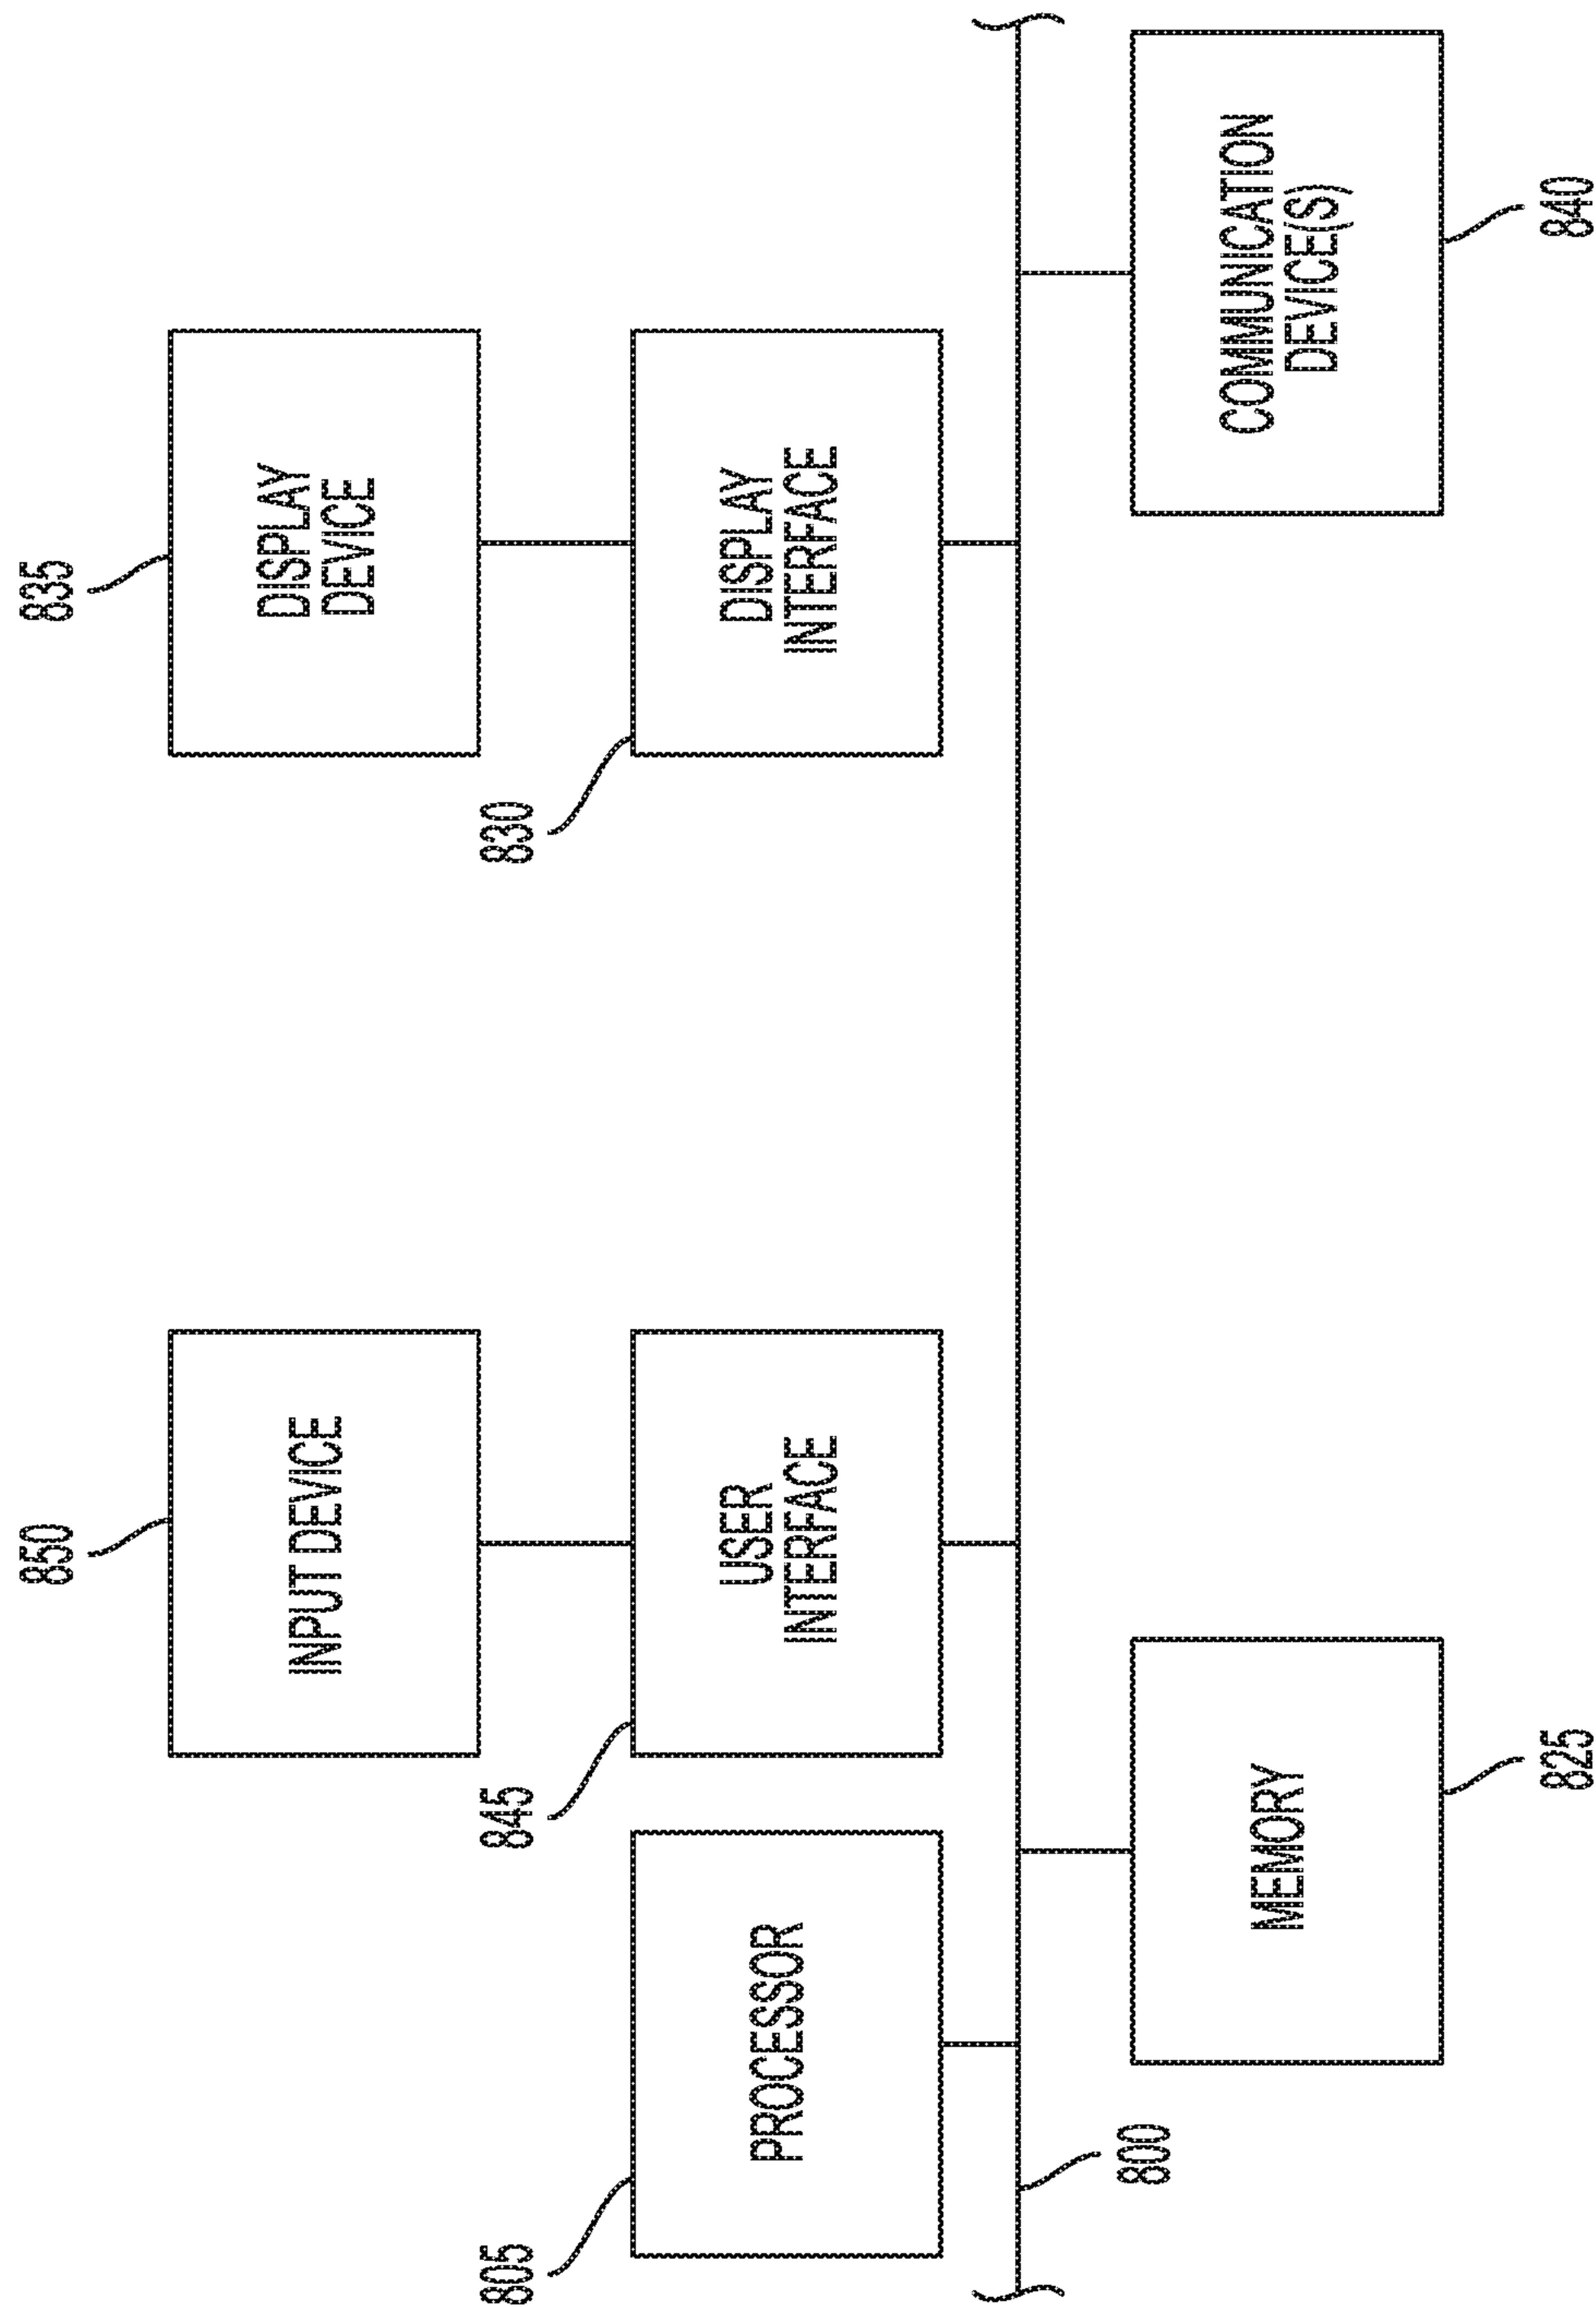 850
835
INPUT DEVICE
DISPLAY
DEVICE
805
845
830
PROCESSOR
USER
INTERFACE
DISPLAY
INTERFACE
800
MEMORY
COMMUNICATION
DEVICE(S)
825
840